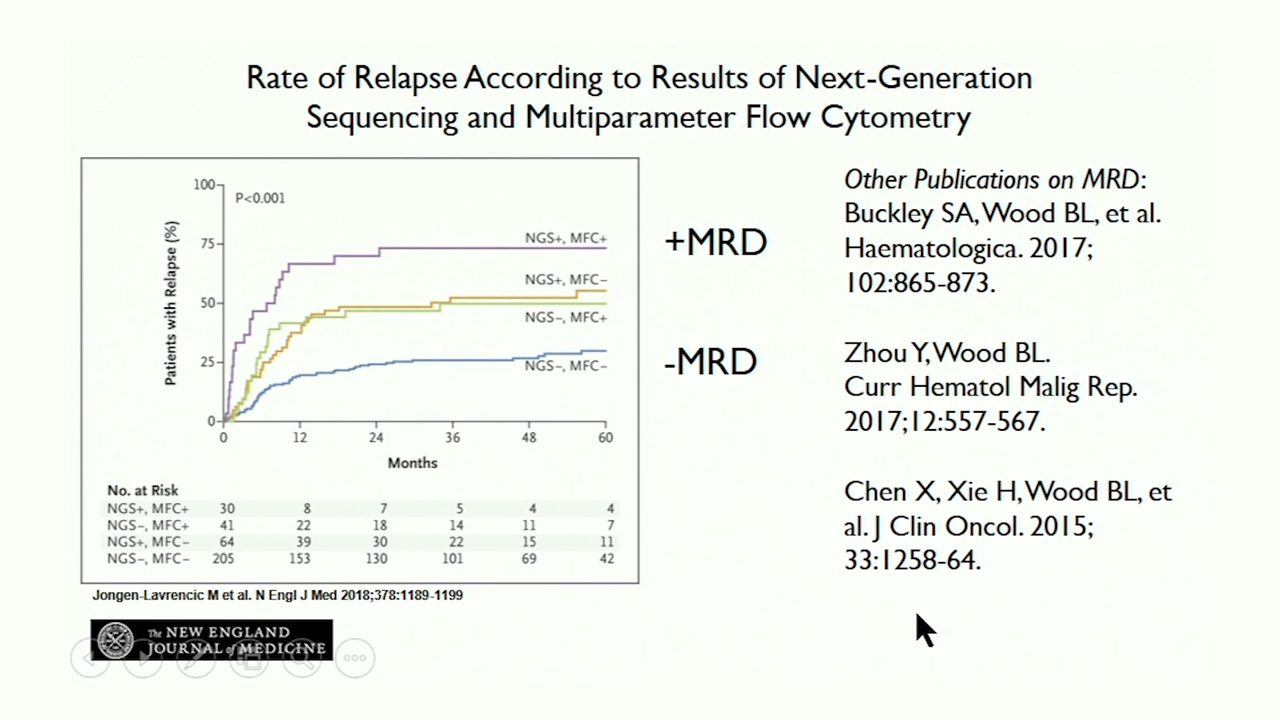 Rate of Relapse According to Results of Next-Generation
Sequencing and Multiparameter Flow Cytometry
Patients with Relapse (%)
100
75
50
25
0
P<0.001
NGS+, MFC+
NGS+, MFC−
NGS−, MFC+
NGS−, MFC−
0 12 24 36 48 60
Months
No. at Risk
NGS+, MFC+ 30 8 7 5 4 4
NGS−, MFC+ 41 22 18 14 11 7
NGS+, MFC− 64 39 30 22 15 11
NGS−, MFC− 205 153 130 101 69 42
Jongen-Lavrencic M et al. N Engl J Med 2018;378:1189-1199
The NEW ENGLAND
JOURNAL of MEDICINE
+MRD
-MRD
Other Publications on MRD:
Buckley SA, Wood BL, et al.
Haematologica. 2017;
102:865-873.
Zhou Y, Wood BL.
Curr Hematol Malig Rep.
2017;12:557-567.
Chen X, Xie H, Wood BL, et
al. J Clin Oncol. 2015;
33:1258-64.